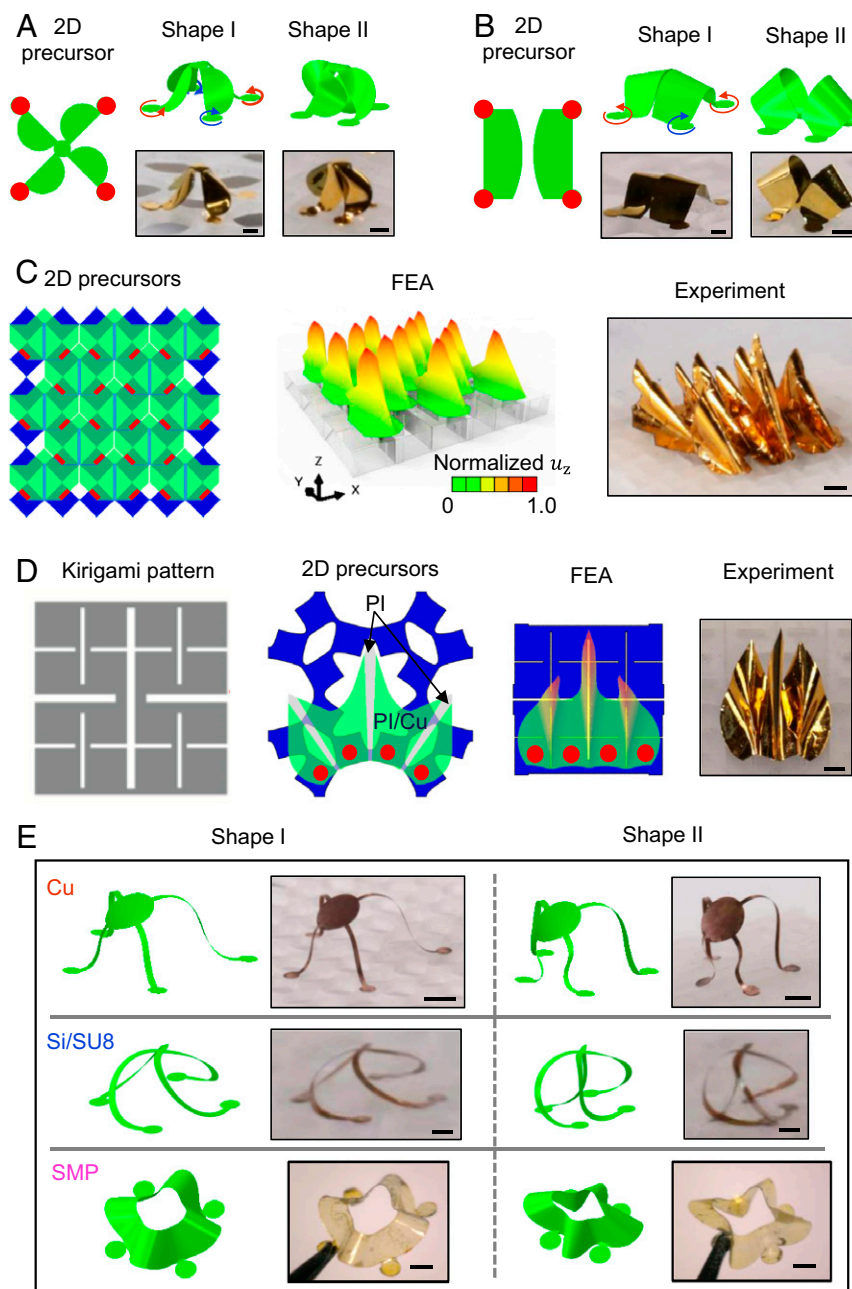 A
2D
precursor
Shape I
Shape II
B
2D
precursor
Shape I
Shape II
C
2D precursors
FEA
Experiment
Z
Y
X
Normalized u_z
0
1.0
D
Kirigami pattern
2D precursors
FEA
Experiment
PI
PI/Cu
E
Shape I
Shape II
Cu
Si/SU8
SMP